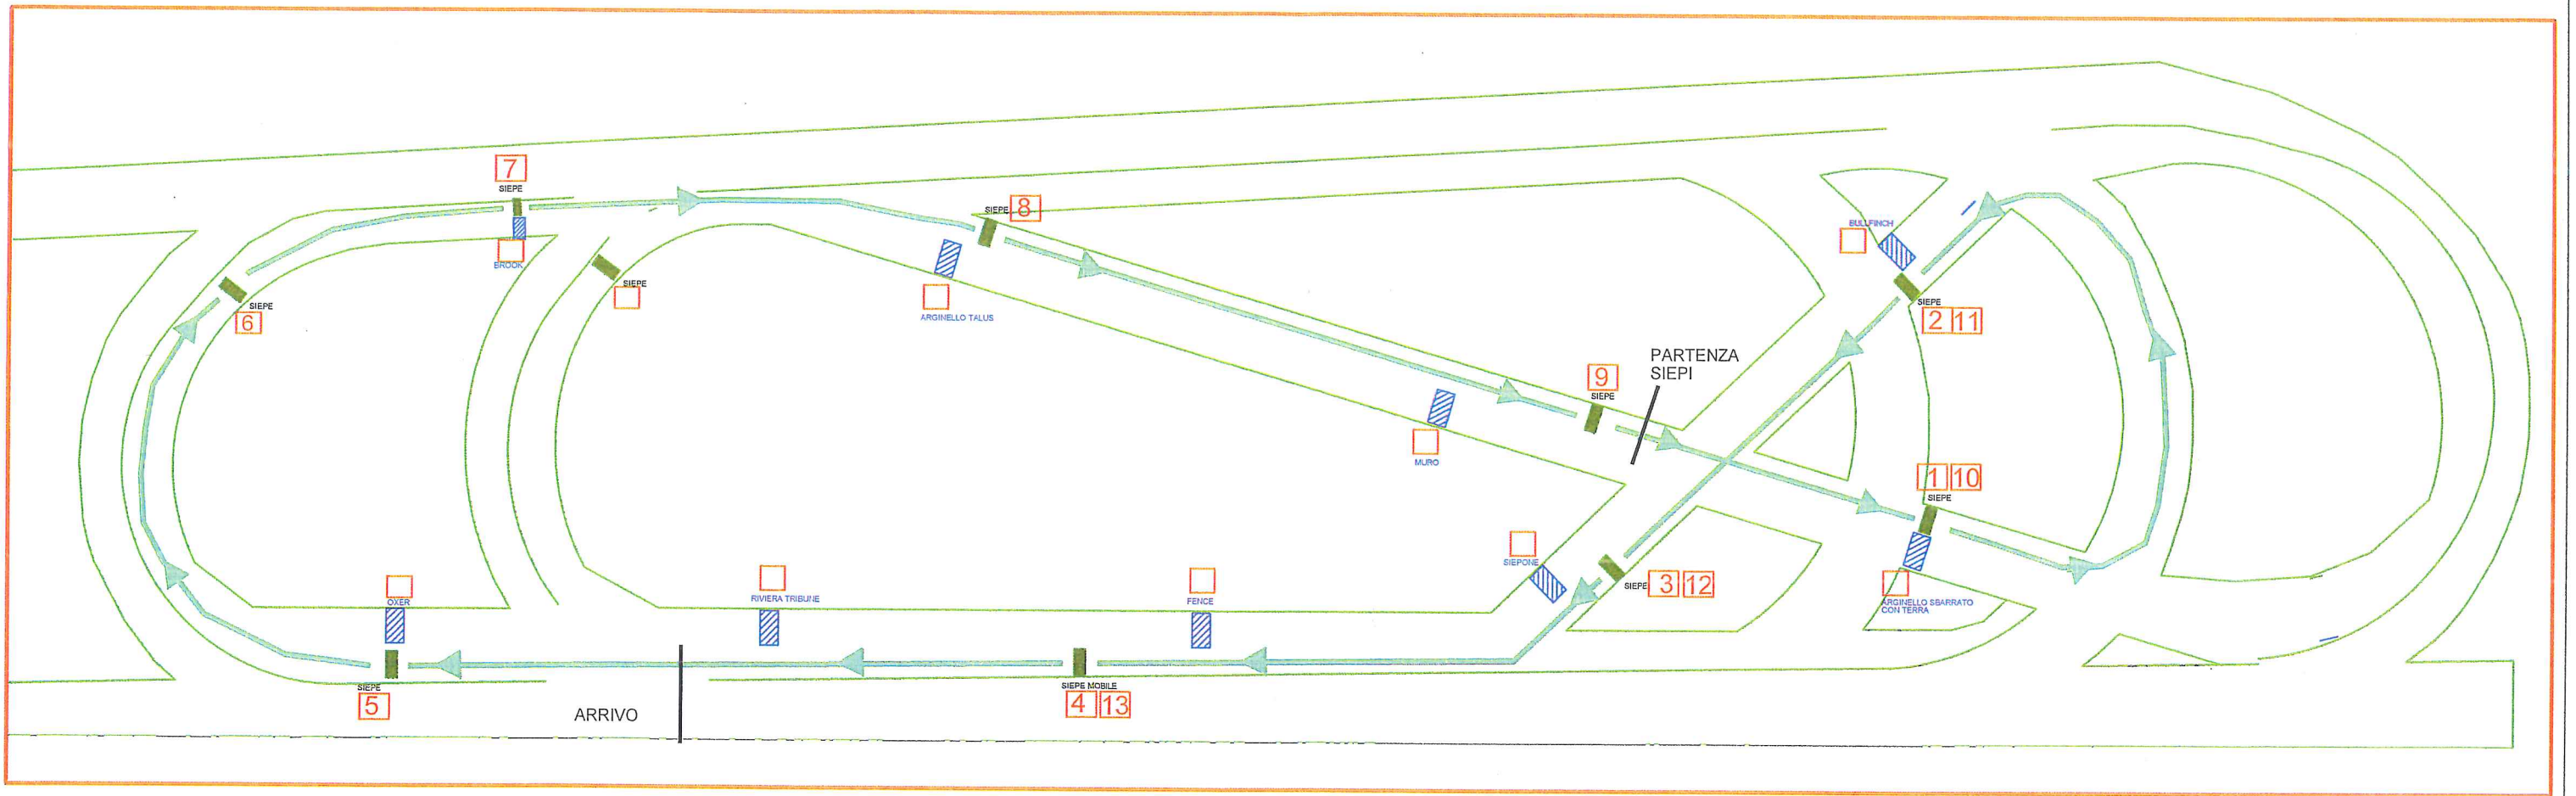 7
SIEPE
BROOK
SIEPE
6
SIEPE
SIEPE 8
ARGINELLO TALUS
BULLFINCH
SIEPE
2 11
PARTENZA
SIEPI
9
SIEPE
MURO
1 10
SIEPE
SIEPONE
SIEPE 3 12
ARGINELLO SBARRATO
CON TERRA
OXER
RIVIERA TRIBUNE
FENCE
SIEPE
5
ARRIVO
SIEPE MOBILE
4 13